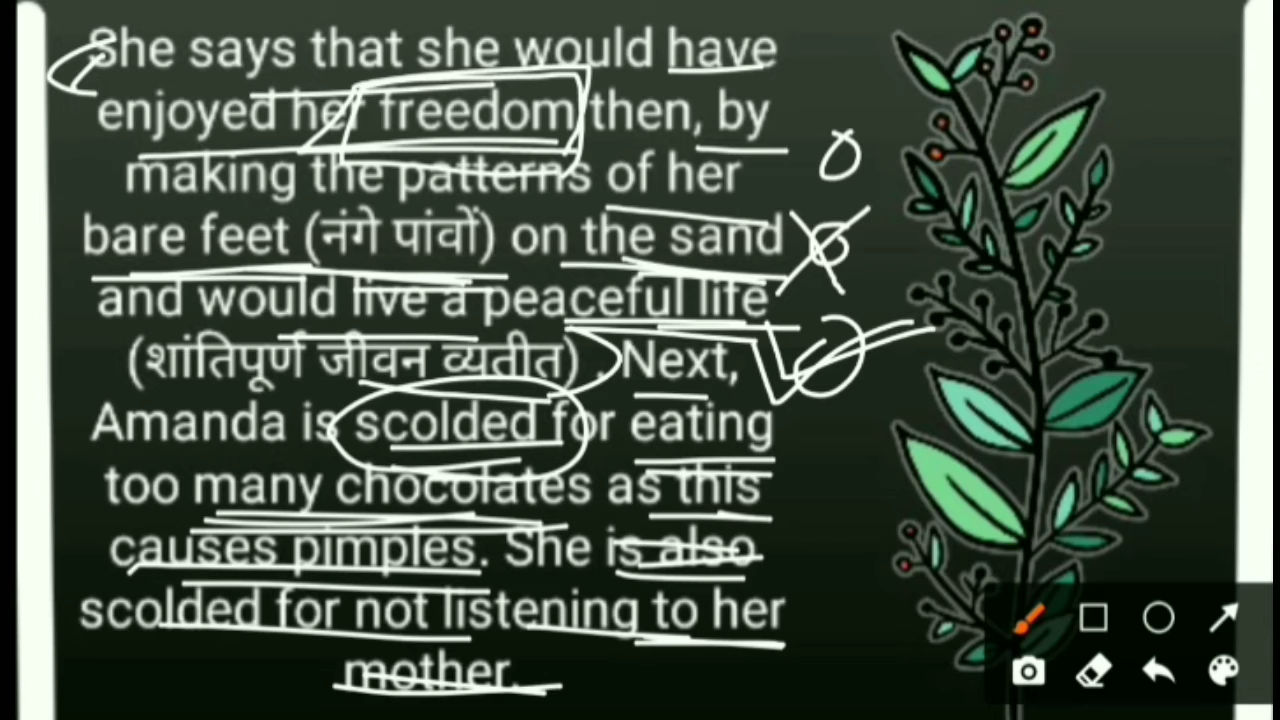 She says that she would have
enjoyed her freedom then, by
making the patterns of her
bare feet (नंगे पांवों) on the sand
and would live a peaceful life
(शांतिपूर्ण जीवन व्यतीत) . Next,
Amanda is scolded for eating
too many chocolates as this
causes pimples. She is also
scolded for not listening to her
mother.